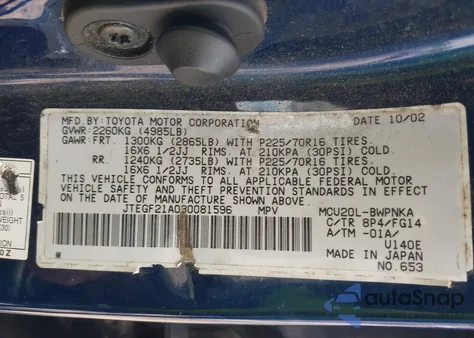 MFD.BY:TOYOTA MOTOR CORPORATION DATE 10/02
GVWR:2260KG (4985LB)
GAWR:FRT. 1300KG (2865LB) WITH P225/70R16 TIRES,
16X6 1/2JJ RIMS, AT 210KPA (30PSI) COLD.
RR. 1240KG (2735LB) WITH P225/70R16 TIRES,
16X6 1/2JJ RIMS, AT 210KPA (30PSI) COLD.
THIS VEHICLE CONFORMS TO ALL APPLICABLE FEDERAL MOTOR
VEHICLE SAFETY AND THEFT PREVENTION STANDARDS IN EFFECT
ON THE DATE OF MANUFACTURE SHOWN ABOVE.
JTEGF21A030081596 MPV MCU20L-BWPNKA
C/TR 8P4/FG14
A/TM -01A/
U140E
MADE IN JAPAN
NO.653
TOTAL 5
WEIGHT
autoSnap